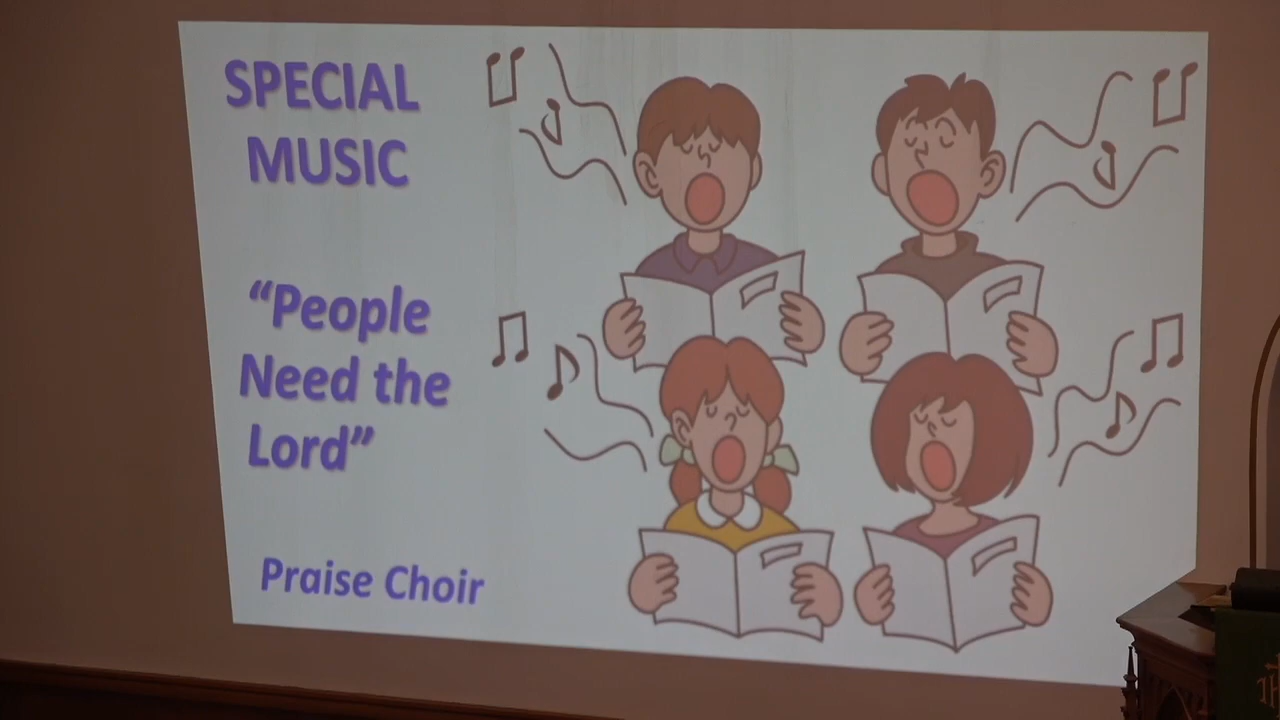 SPECIAL
MUSIC
“People
Need the
Lord”
Praise Choir